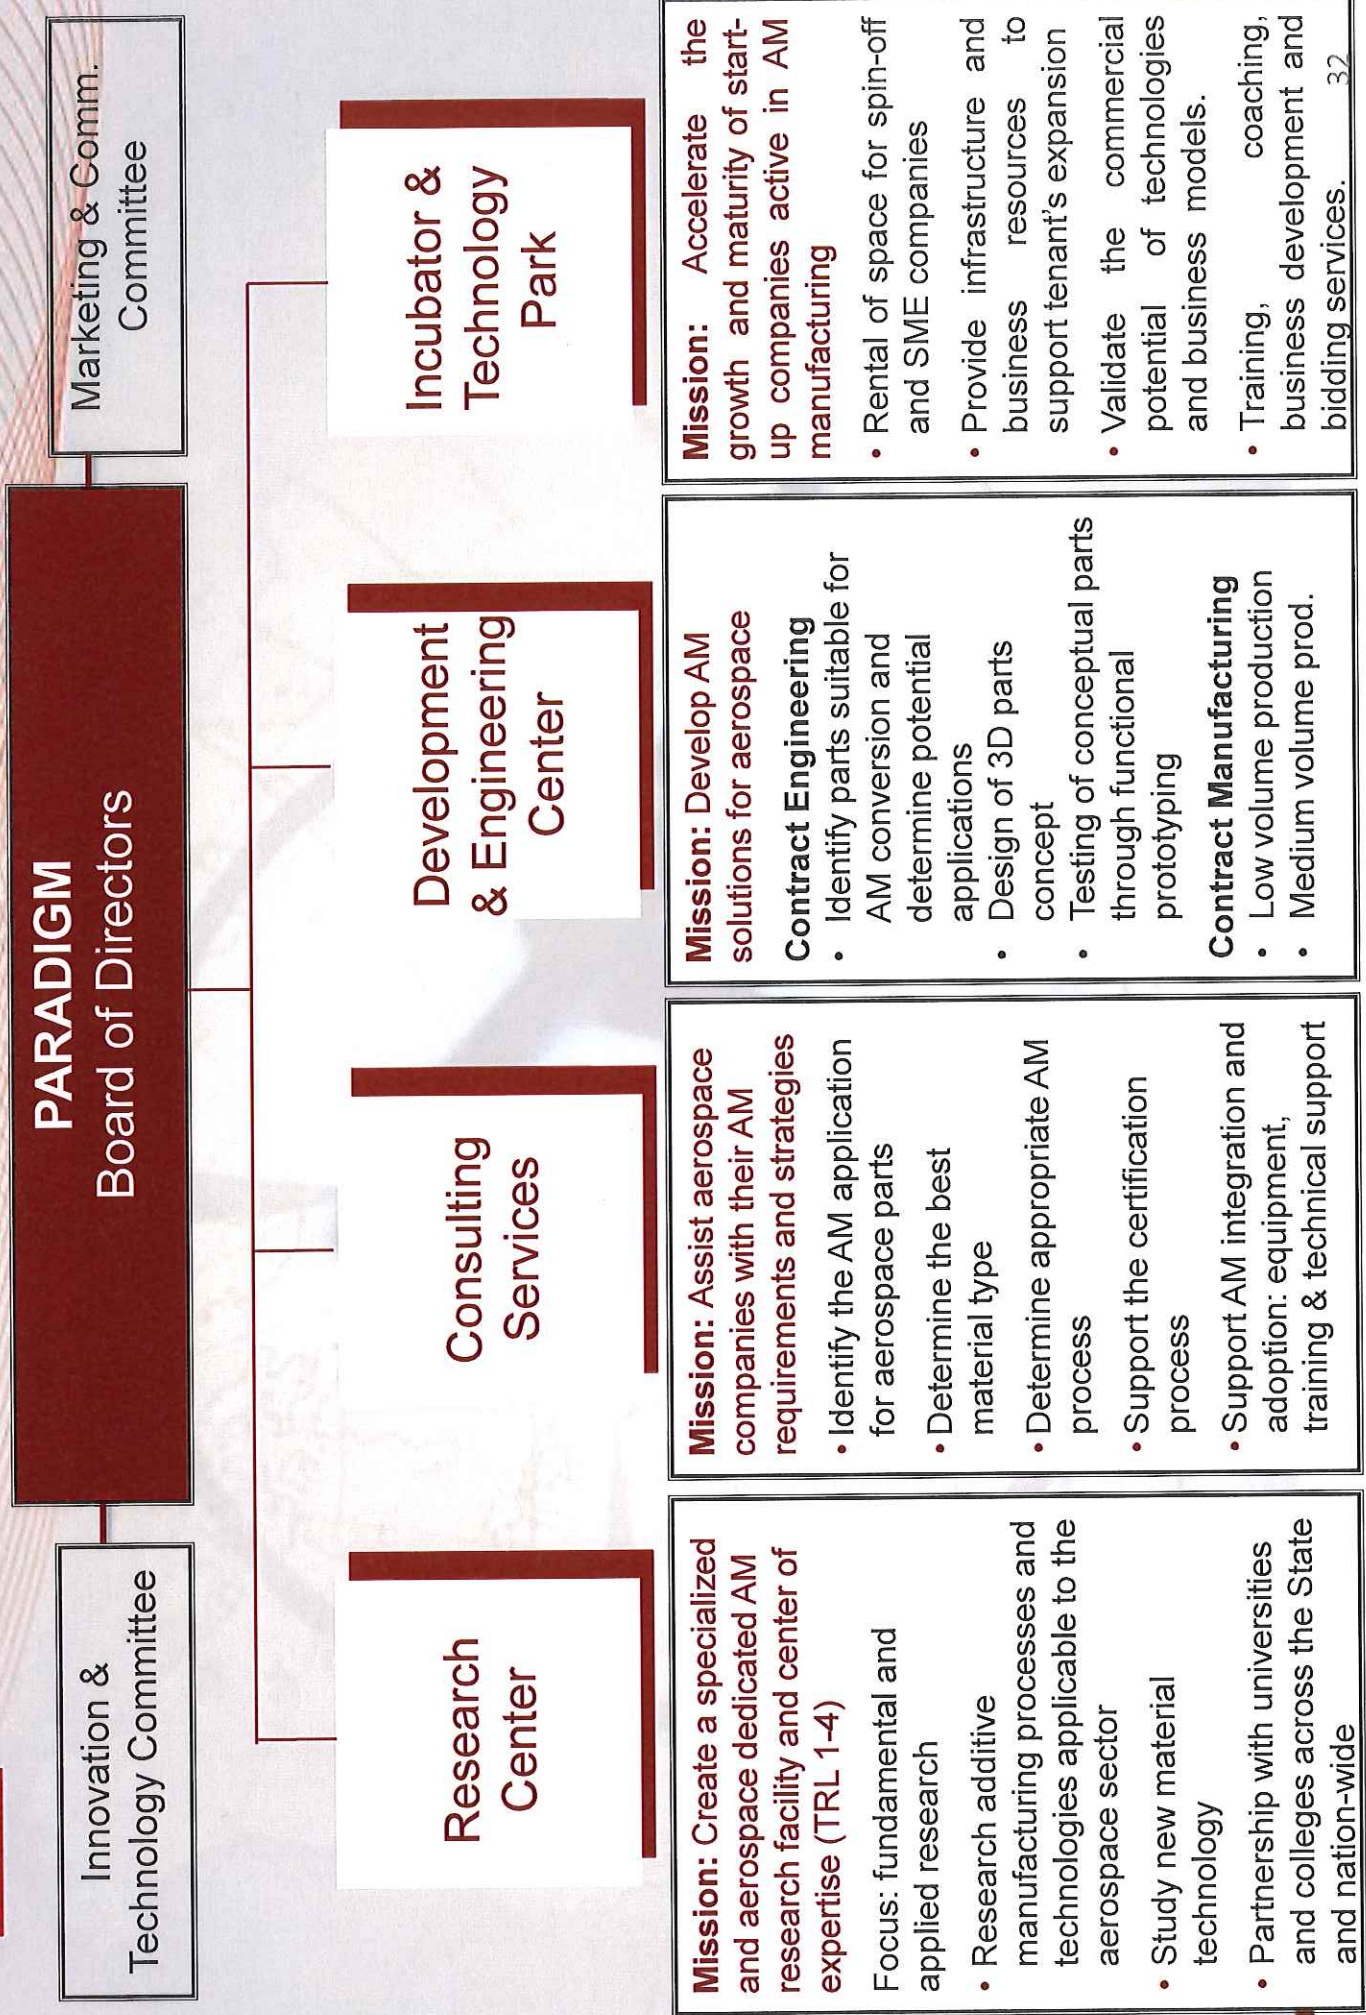 PARADIGM
Board of Directors
Innovation &
Technology Committee
Marketing & Comm.
Committee
Research
Center
Consulting
Services
Development
& Engineering
Center
Incubator &
Technology
Park
Mission: Create a specialized
and aerospace dedicated AM
research facility and center of
expertise (TRL 1-4)
Focus: fundamental and
applied research
• Research additive
manufacturing processes and
technologies applicable to the
aerospace sector
• Study new material
technology
• Partnership with universities
and colleges across the State
and nation-wide
Mission: Assist aerospace
companies with their AM
requirements and strategies
• Identify the AM application
for aerospace parts
• Determine the best
material type
• Determine appropriate AM
process
• Support the certification
process
• Support AM integration and
adoption: equipment,
training & technical support
Mission: Develop AM
solutions for aerospace
Contract Engineering
• Identify parts suitable for
AM conversion and
determine potential
applications
• Design of 3D parts
concept
• Testing of conceptual parts
through functional
prototyping
Contract Manufacturing
• Low volume production
• Medium volume prod.
Mission: Accelerate the
growth and maturity of start-
up companies active in AM
manufacturing
• Rental of space for spin-off
and SME companies
• Provide infrastructure and
business resources to
support tenant's expansion
• Validate the commercial
potential of technologies
and business models.
• Training, coaching,
business development and
bidding services.
32